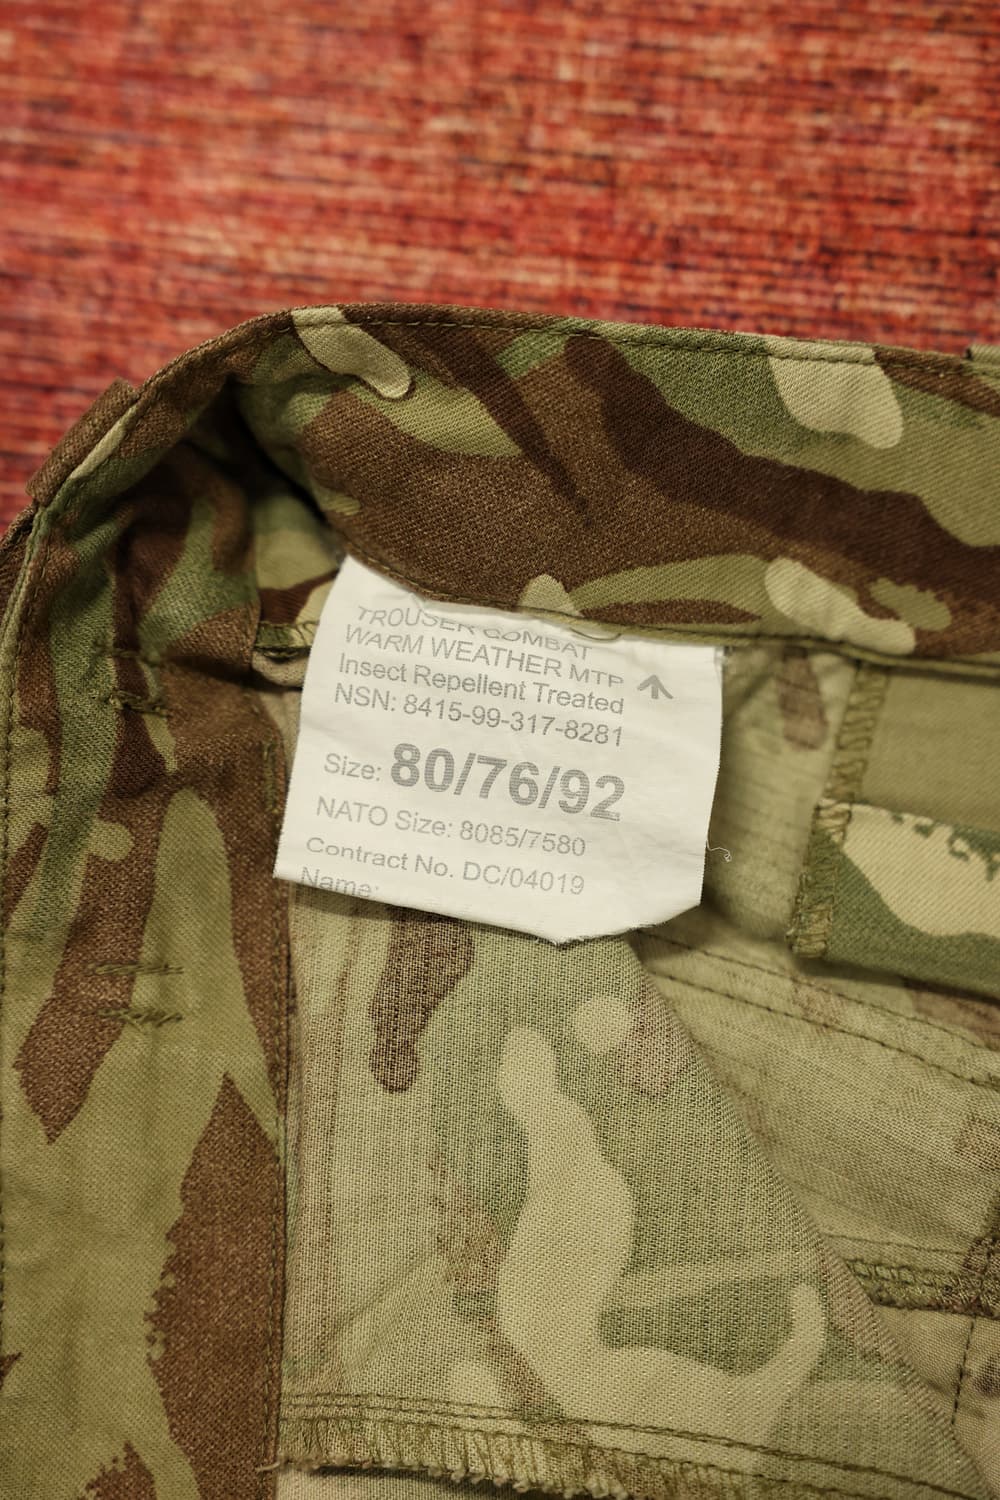 TROUSER COMBAT
WARM WEATHER MTP
Insect Repellent Treated
NSN: 8415-99-317-8281
Size: 80/76/92
NATO Size: 8085/7580
Contract No. DC/04019
Name: